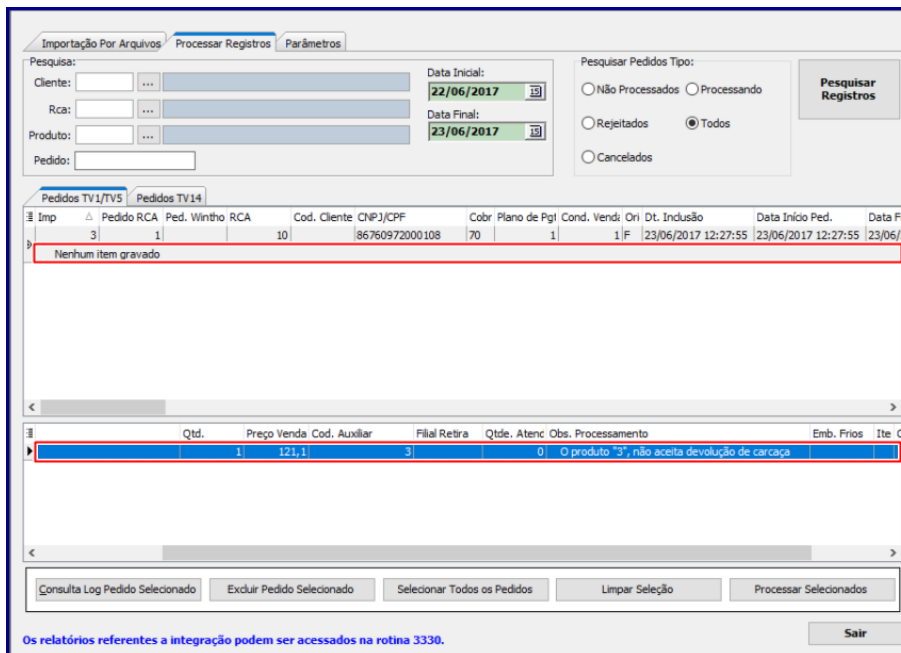 Importação Por Arquivos Processar Registros Parâmetros
Pesquisa:
Cliente: ...
Rca: ...
Produto: ...
Pedido:
Data Inicial:
22/06/2017 15
Data Final:
23/06/2017 15
Pesquisar Pedidos Tipo:
Não Processados Processando
Rejeitados Todos
Cancelados
Pesquisar
Registros
Pedidos TV1/TV5 Pedidos TV14
Imp Pedido RCA Ped. Wintho RCA Cod. Cliente CNPJ/CPF Cobr Plano de Pgt Cond. Venda Ori Dt. Inclusão Data Início Ped. Data F
3 1 10 86760972000108 70 1 1 F 23/06/2017 12:27:55 23/06/2017 12:27:55 23/06/
Nenhum item gravado
Qtd. Preço Venda Cod. Auxiliar Filial Retira Qtde. Atenc Obs. Processamento Emb. Frios Ite C
1 121,1 3 0 O produto "3", não aceita devolução de carcaça
Consulta Log Pedido Selecionado Excluir Pedido Selecionado Selecionar Todos os Pedidos Limpar Seleção Processar Selecionados
Os relatórios referentes a integração podem ser acessados na rotina 3330.
Sair